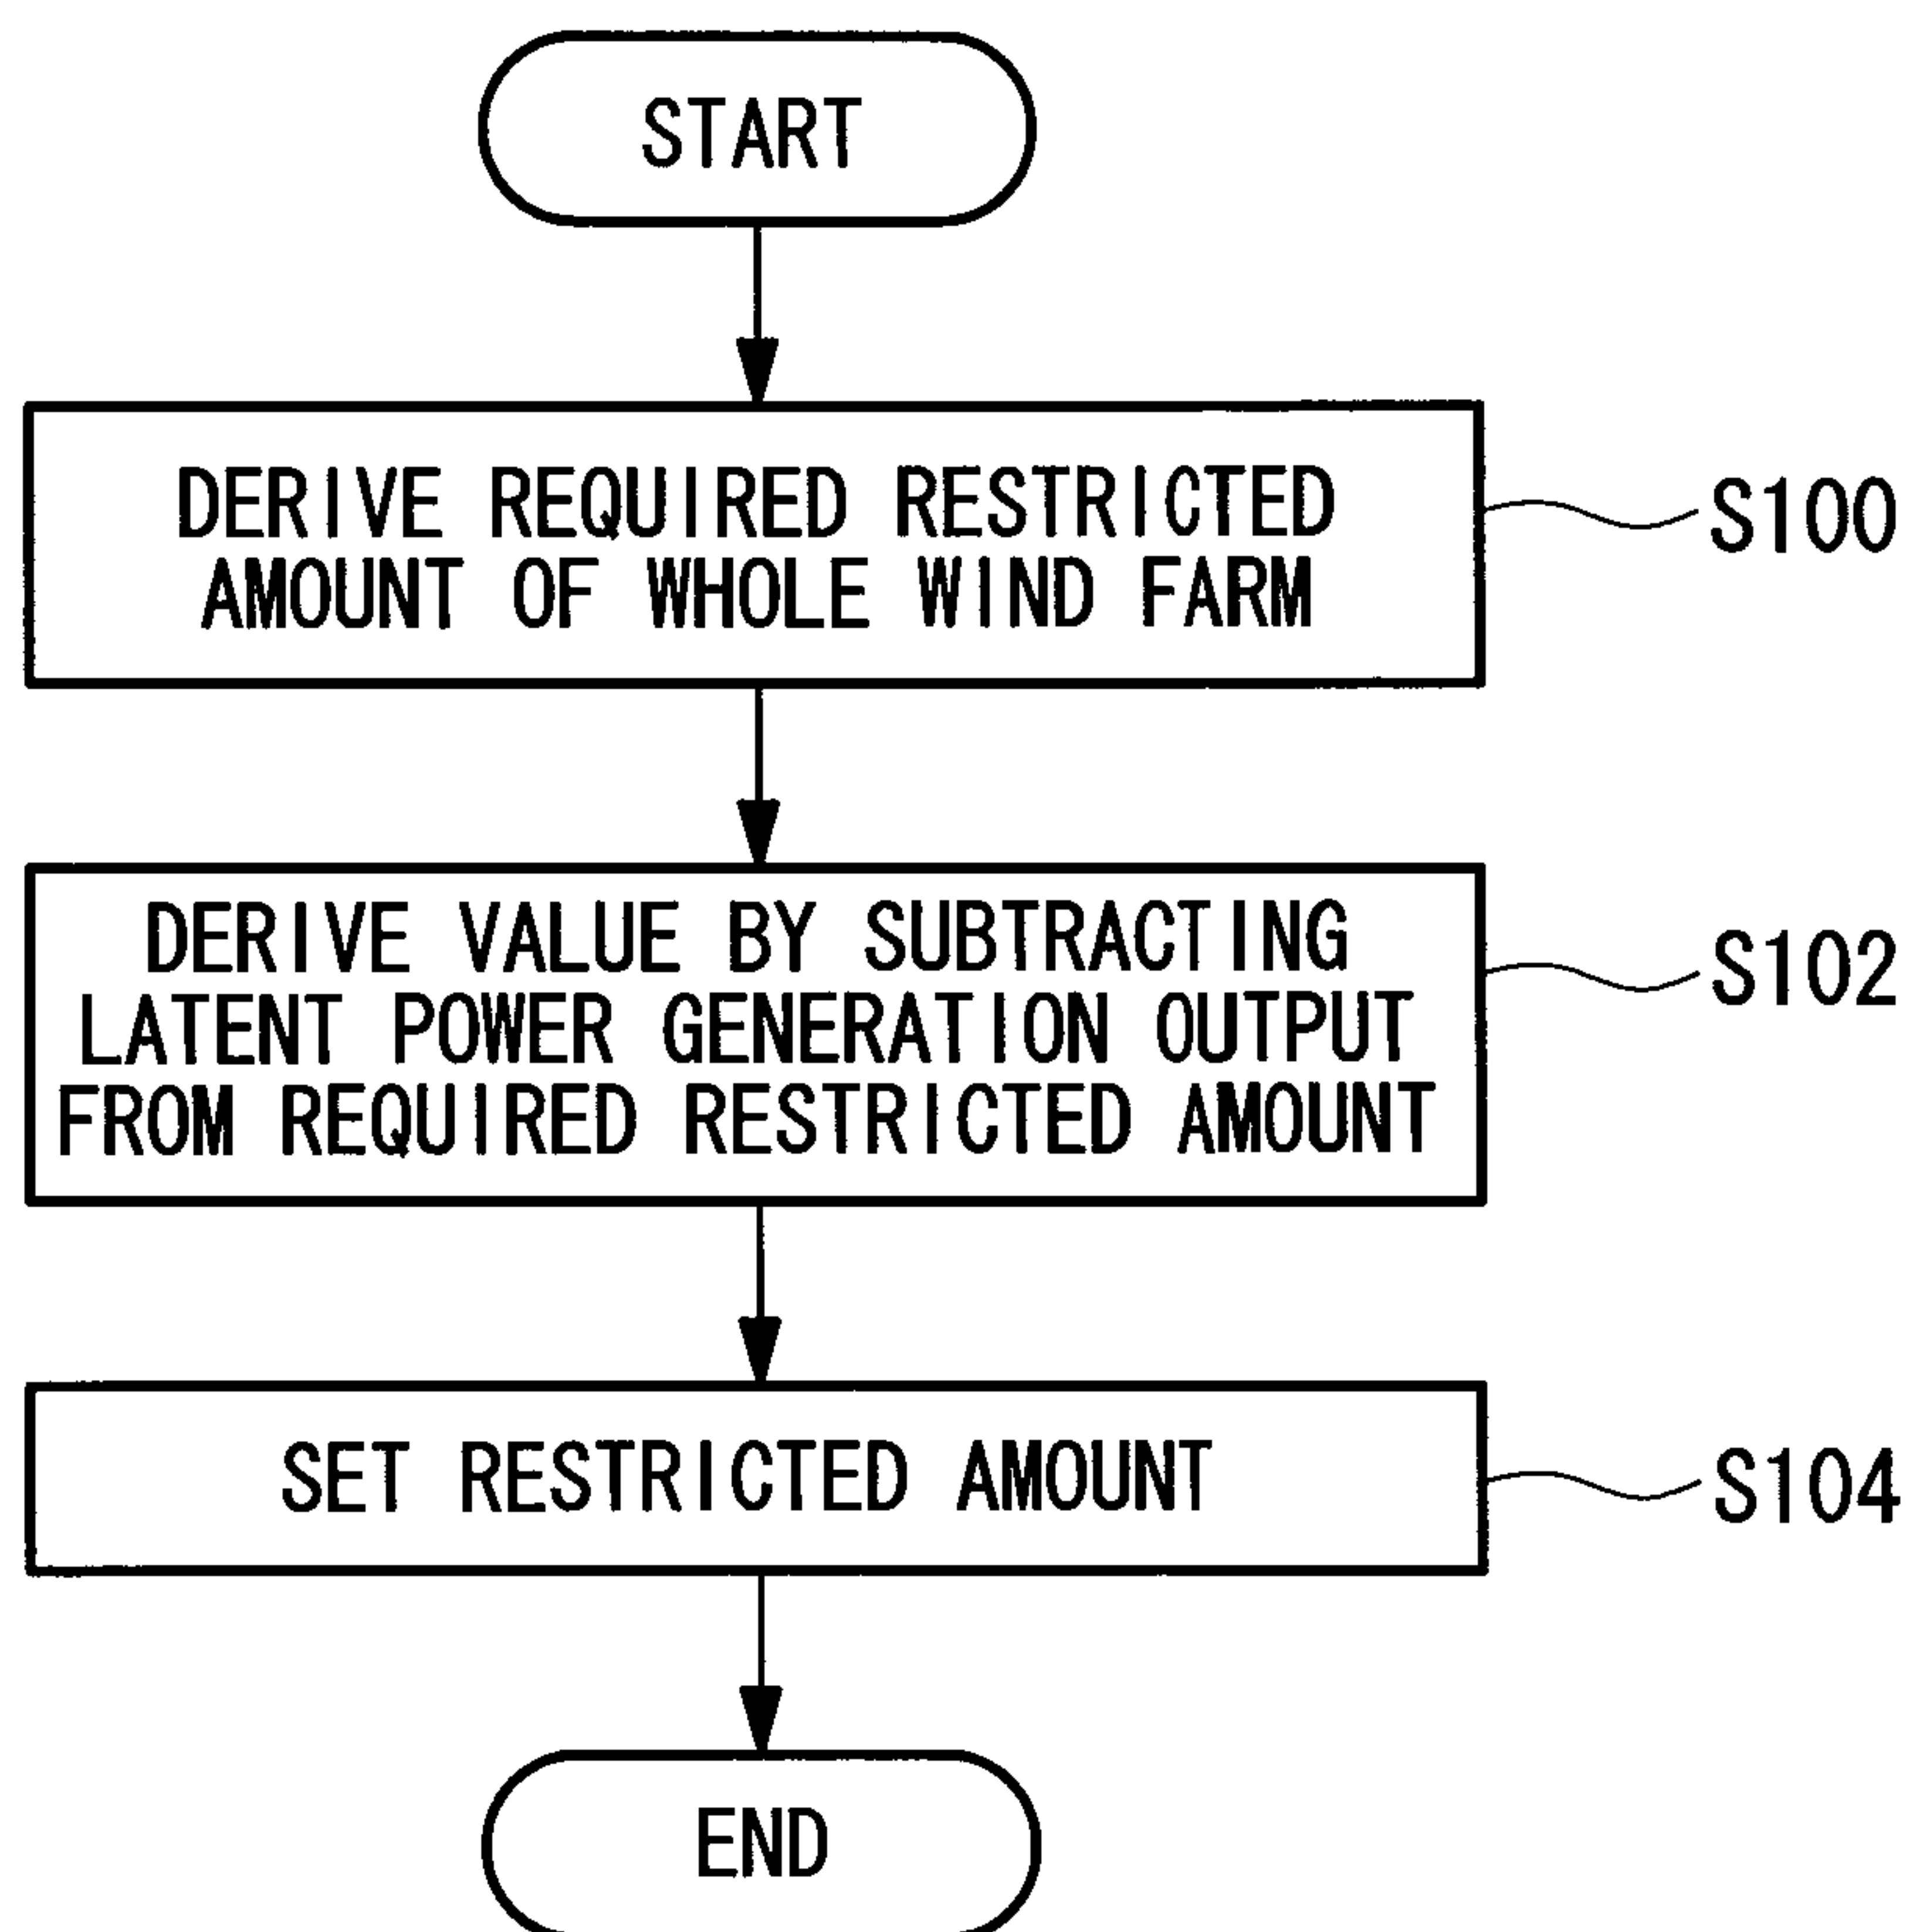 START
DERIVE REQUIRED RESTRICTED
AMOUNT OF WHOLE WIND FARM
S100
DERIVE VALUE BY SUBTRACTING
LATENT POWER GENERATION OUTPUT
FROM REQUIRED RESTRICTED AMOUNT
S102
SET RESTRICTED AMOUNT
S104
END